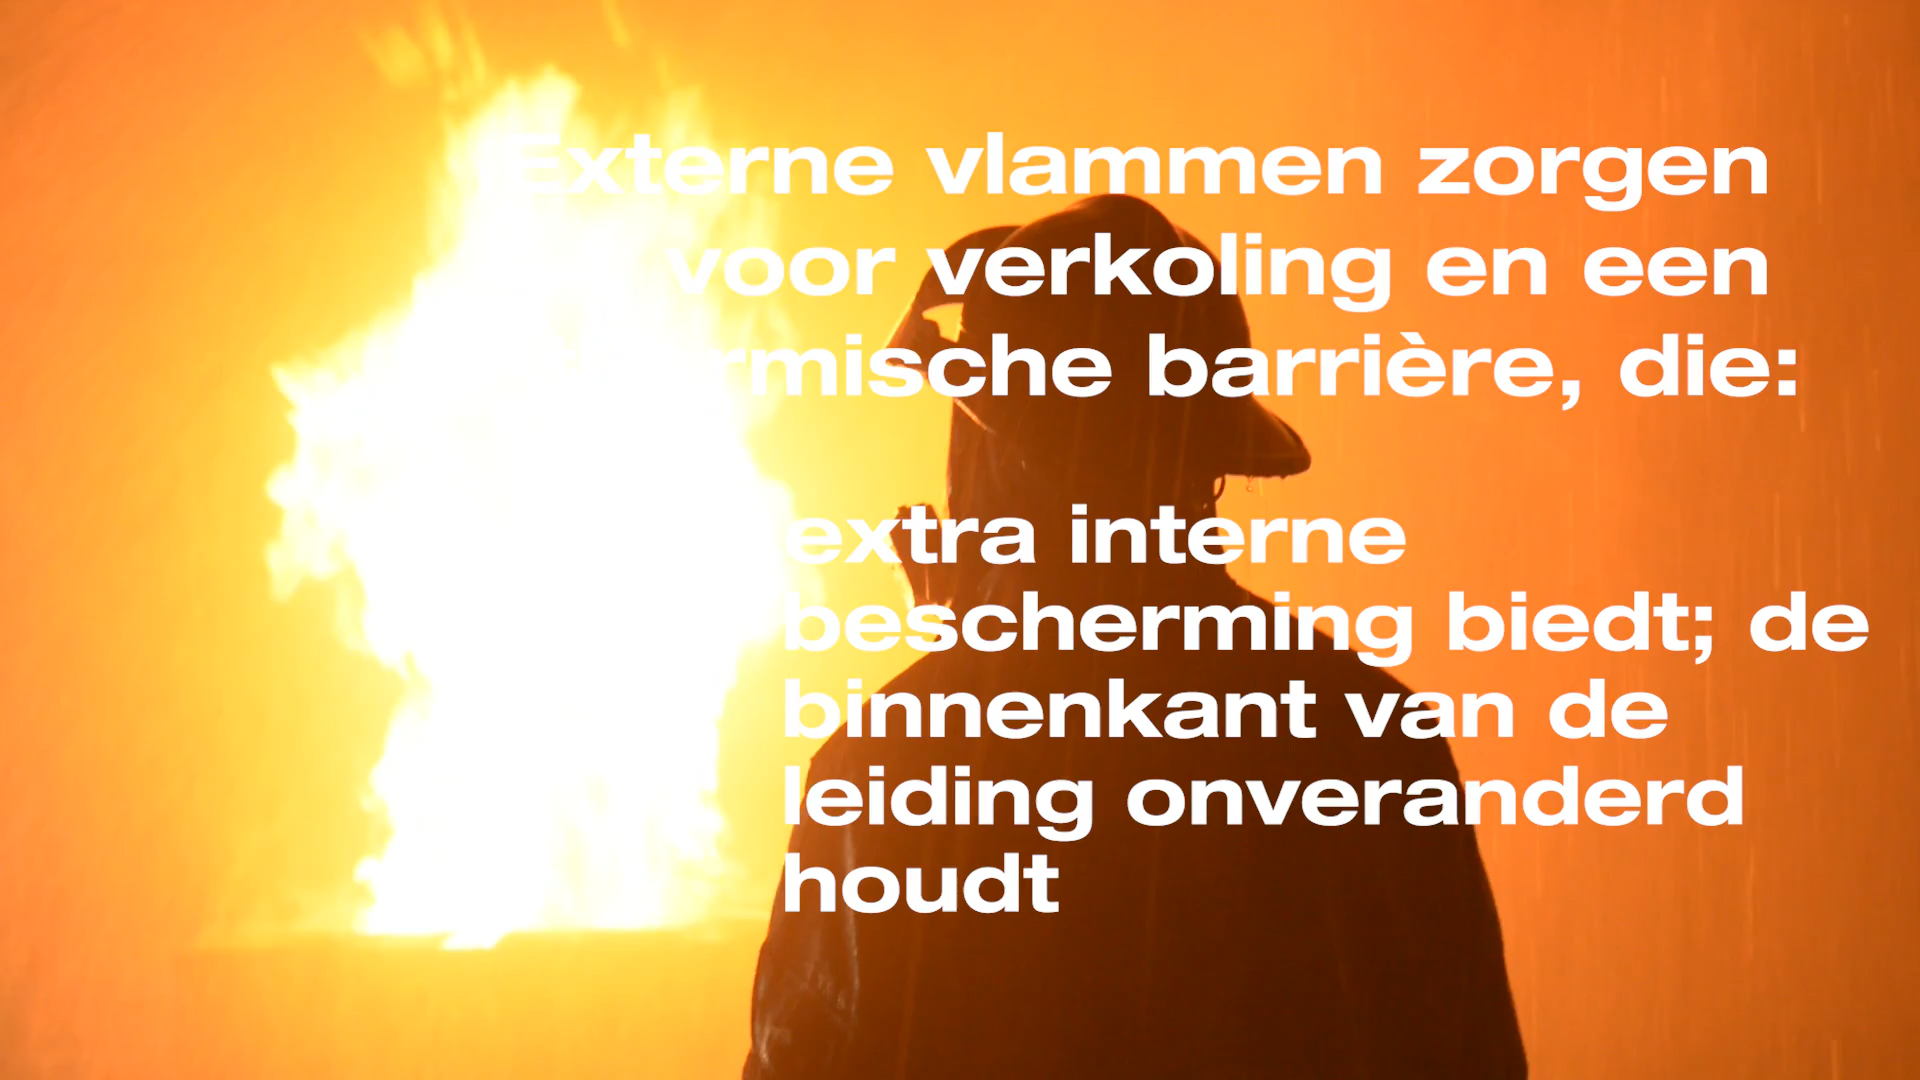 Externe vlammen zorgen
voor verkoling en een
thermische barrière, die:
extra interne
bescherming biedt; de
binnenkant van de
leiding onveranderd
houdt